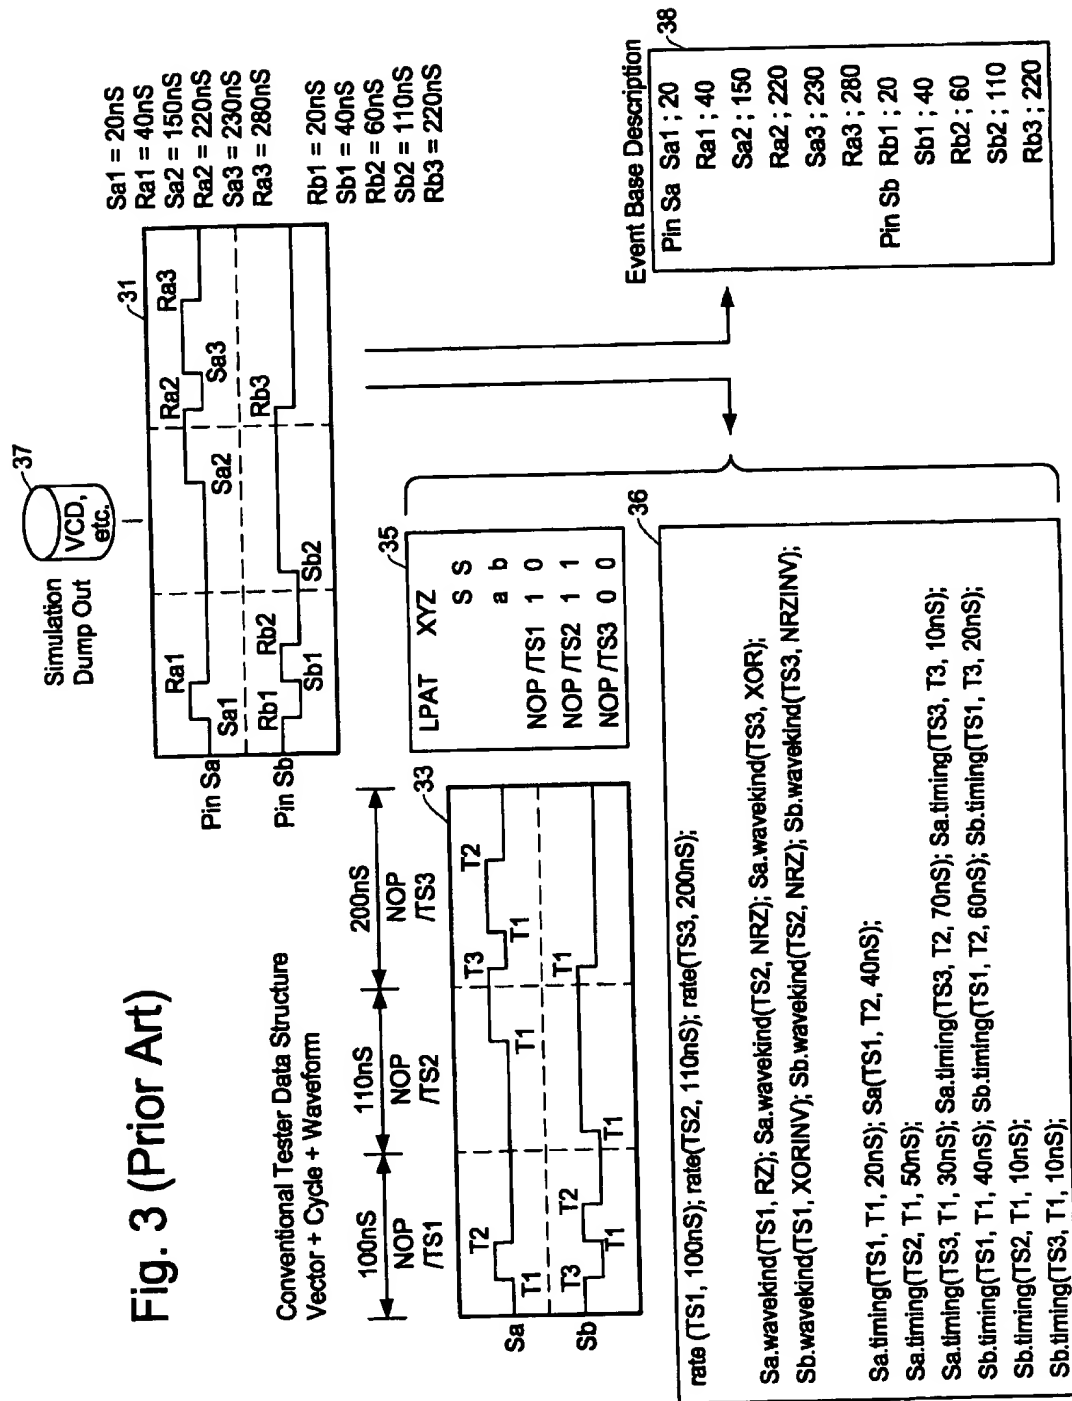 Fig. 3 (Prior Art)
Simulation
Dump Out
VCD,
etc.
37
31
Pin Sa
Sa1
Ra1
Sa2
Ra2
Sa3
Ra3
Pin Sb
Rb1
Sb1
Rb2
Sb2
Rb3
Sa1 = 20nS
Ra1 = 40nS
Sa2 = 150nS
Ra2 = 220nS
Sa3 = 230nS
Ra3 = 280nS
Rb1 = 20nS
Sb1 = 40nS
Rb2 = 60nS
Sb2 = 110nS
Rb3 = 220nS
Conventional Tester Data Structure
Vector + Cycle + Waveform
100nS
NOP
/TS1
110nS
NOP
/TS2
200nS
NOP
/TS3
33
Sa
T1
T2
T1
T3
T1
T2
Sb
T3
T1
T2
T1
T1
35
LPAT XYZ
S S
a b
NOP /TS1 1 0
NOP /TS2 1 1
NOP /TS3 0 0
36
rate (TS1, 100nS); rate(TS2, 110nS); rate(TS3, 200nS);
Sa.wavekind(TS1, RZ); Sa.wavekind(TS2, NRZ); Sa.wavekind(TS3, XOR);
Sb.wavekind(TS1, XORINV); Sb.wavekind(TS2, NRZ); Sb.wavekind(TS3, NRZINV);
Sa.timing(TS1, T1, 20nS); Sa(TS1, T2, 40nS);
Sa.timing(TS2, T1, 50nS);
Sa.timing(TS3, T1, 30nS); Sa.timing(TS3, T2, 70nS); Sa.timing(TS3, T3, 10nS);
Sb.timing(TS1, T1, 40nS); Sb.timing(TS1, T2, 60nS); Sb.timing(TS1, T3, 20nS);
Sb.timing(TS2, T1, 10nS);
Sb.timing(TS3, T1, 10nS);
Event Base Description
38
Pin Sa Sa1 ; 20
Ra1 ; 40
Sa2 ; 150
Ra2 ; 220
Sa3 ; 230
Ra3 ; 280
Pin Sb Rb1 ; 20
Sb1 ; 40
Rb2 ; 60
Sb2 ; 110
Rb3 ; 220